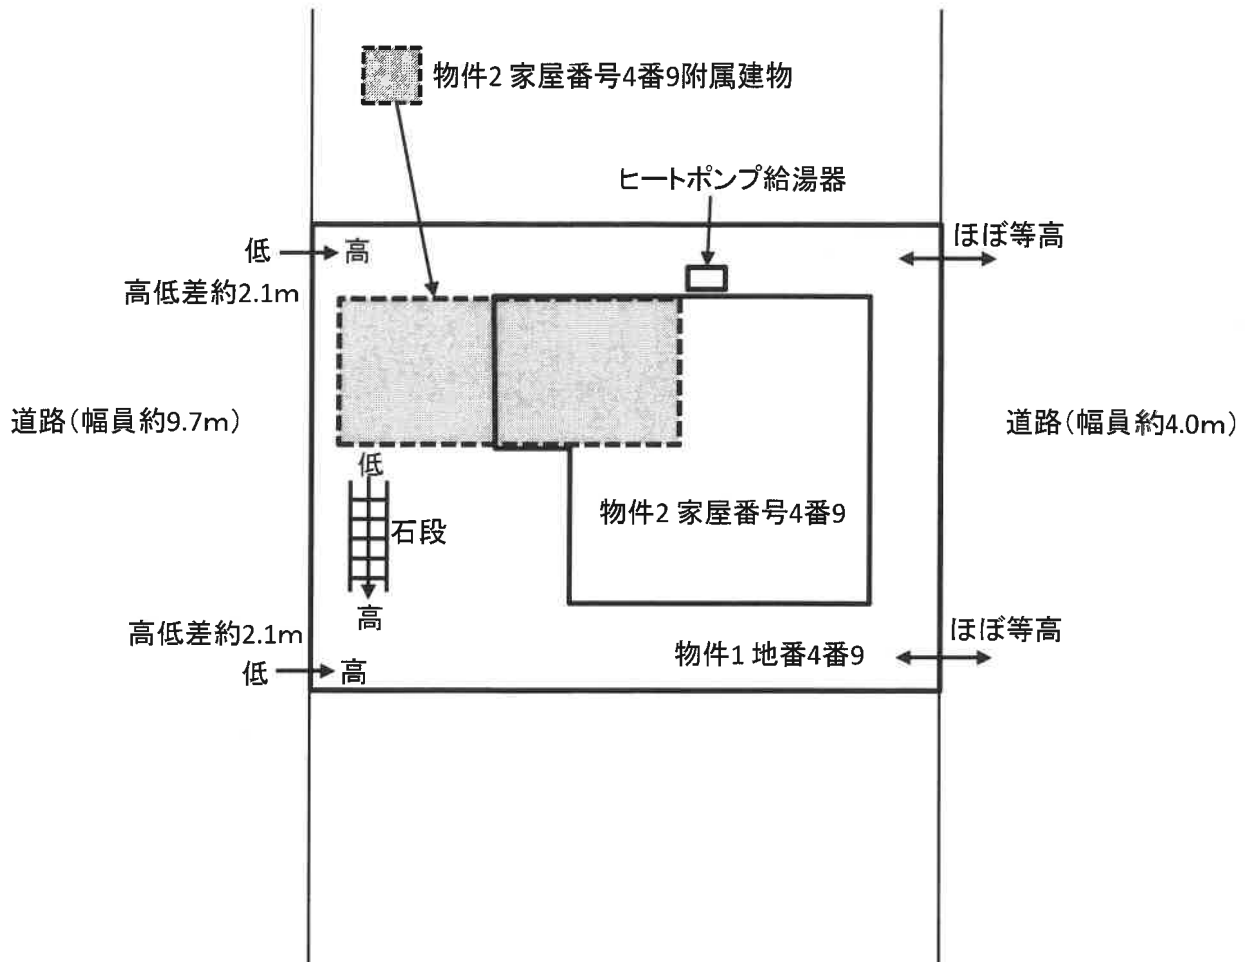 物件2 家屋番号4番9附属建物
ヒートポンプ給湯器
低 高
ほぼ等高
高低差約2.1m
道路(幅員約9.7m)
道路(幅員約4.0m)
低
石段
物件2 家屋番号4番9
高
高低差約2.1m
ほぼ等高
物件1 地番4番9
低 高